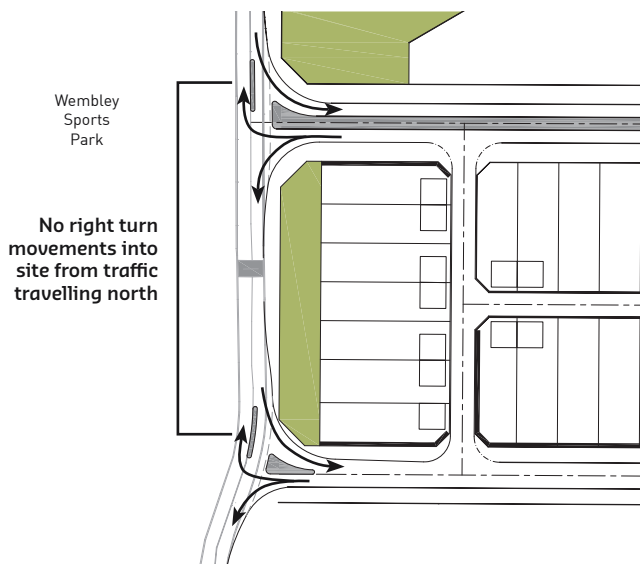 Wembley
Sports
Park
No right turn
movements into
site from traffic
travelling north